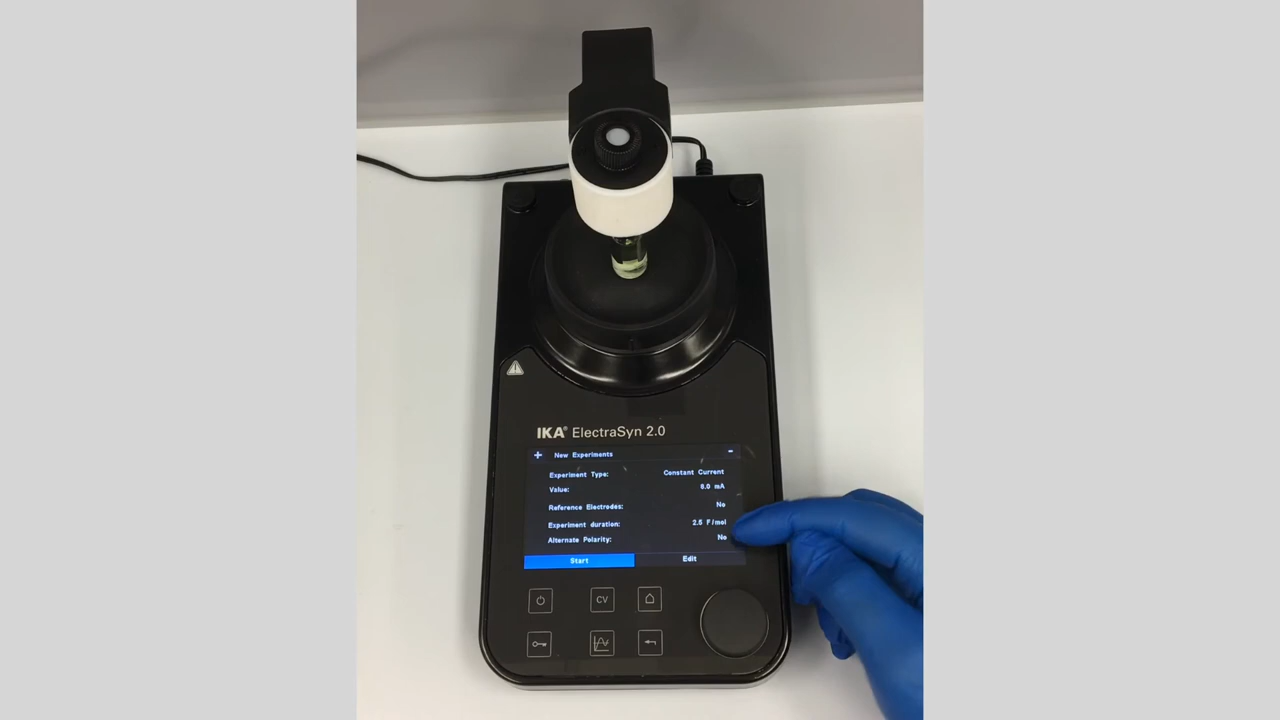 IKA® ElectraSyn 2.0
+ New Experiments -
Experiment Type: Constant Current
Value: 8.0 mA
Reference Electrodes: No
Experiment duration: 2.5 F/mol
Alternate Polarity: No
Start Edit
CV